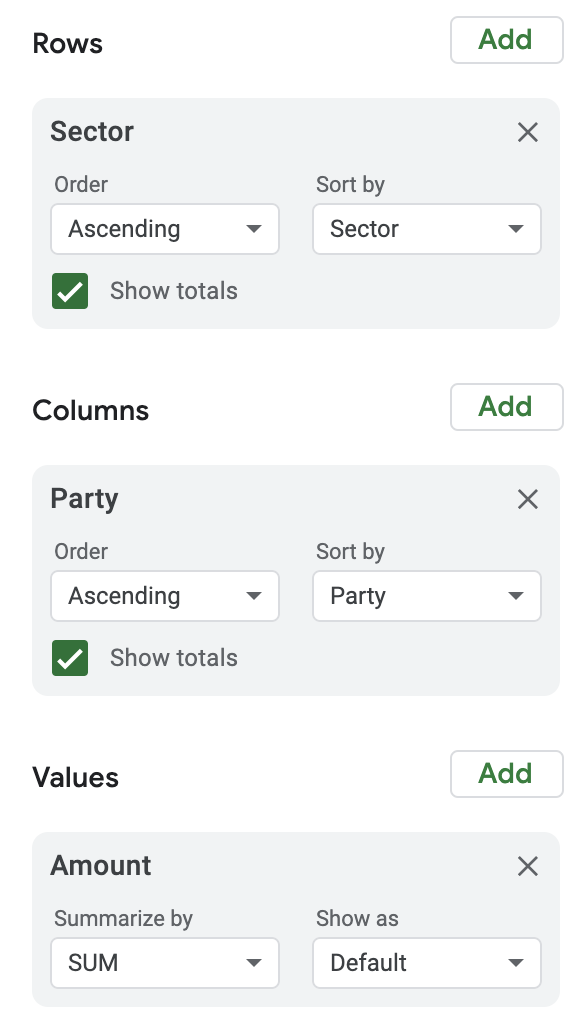 Rows Add
Sector
Order Sort by
Ascending Sector
Show totals
Columns Add
Party
Order Sort by
Ascending Party
Show totals
Values Add
Amount
Summarize by Show as
SUM Default